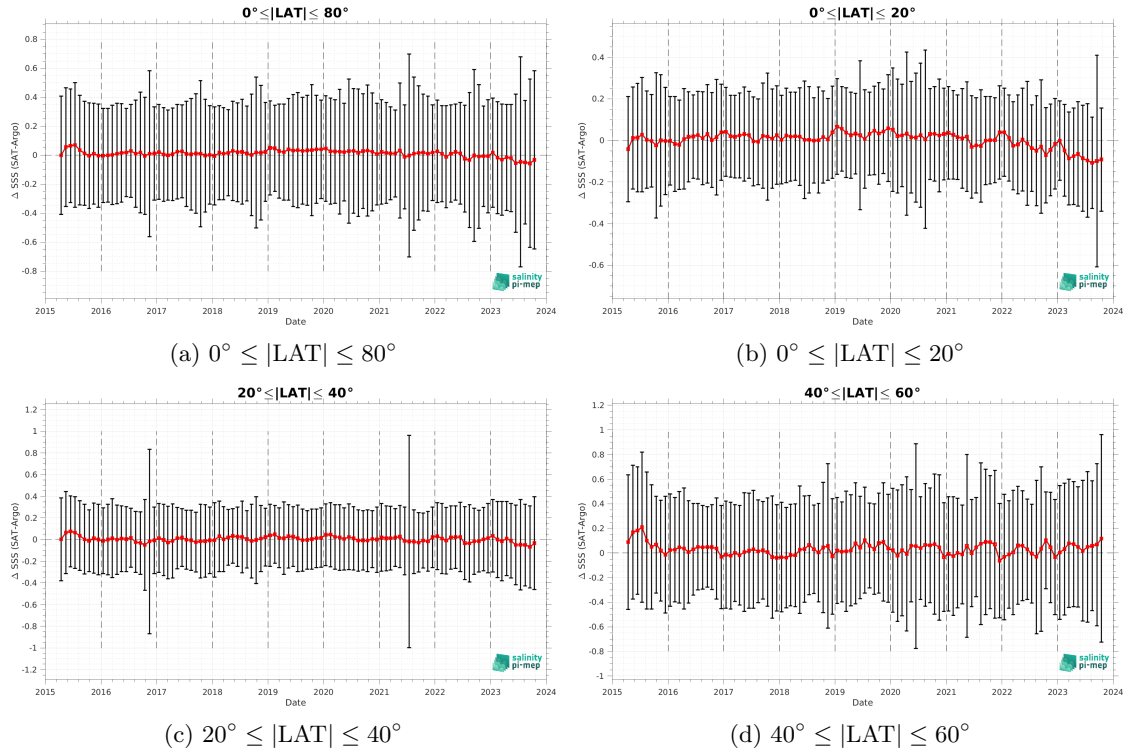 0°≤|LAT|≤ 80°
0.8
0.6
0.4
0.2
0
-0.2
-0.4
-0.6
-0.8
Δ SSS (SAT-Argo)
2015 2016 2017 2018 2019 2020 2021 2022 2023 2024
Date
salinity
pi-mep
(a) 0° ≤ |LAT| ≤ 80°
0°≤|LAT|≤ 20°
0.4
0.2
0
-0.2
-0.4
-0.6
Δ SSS (SAT-Argo)
2015 2016 2017 2018 2019 2020 2021 2022 2023 2024
Date
salinity
pi-mep
(b) 0° ≤ |LAT| ≤ 20°
20°≤|LAT|≤ 40°
1.2
1
0.8
0.6
0.4
0.2
0
-0.2
-0.4
-0.6
-0.8
-1
-1.2
Δ SSS (SAT-Argo)
2015 2016 2017 2018 2019 2020 2021 2022 2023 2024
Date
salinity
pi-mep
(c) 20° ≤ |LAT| ≤ 40°
40°≤|LAT|≤ 60°
1.2
1
0.8
0.6
0.4
0.2
0
-0.2
-0.4
-0.6
-0.8
-1
Δ SSS (SAT-Argo)
2015 2016 2017 2018 2019 2020 2021 2022 2023 2024
Date
salinity
pi-mep
(d) 40° ≤ |LAT| ≤ 60°